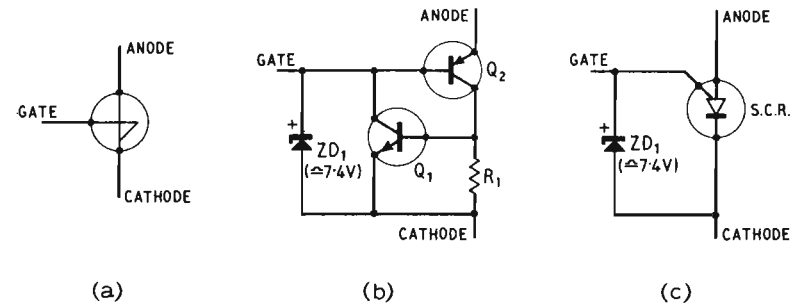 ANODE
GATE
CATHODE
(a)
ANODE
GATE
Q₂
+
ZD₁
(≏7·4V)
Q₁
R₁
CATHODE
(b)
ANODE
GATE
S.C.R.
+
ZD₁
(≏7·4V)
CATHODE
(c)